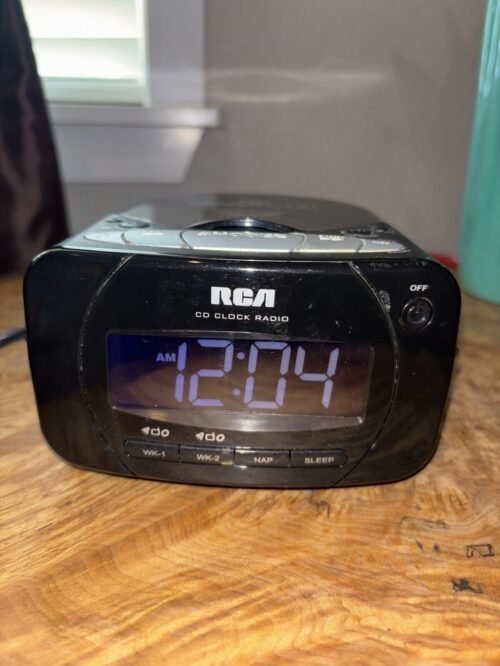 RCA
CD CLOCK RADIO
OFF
AM 12:04
WK-1 WK-2 NAP SLEEP